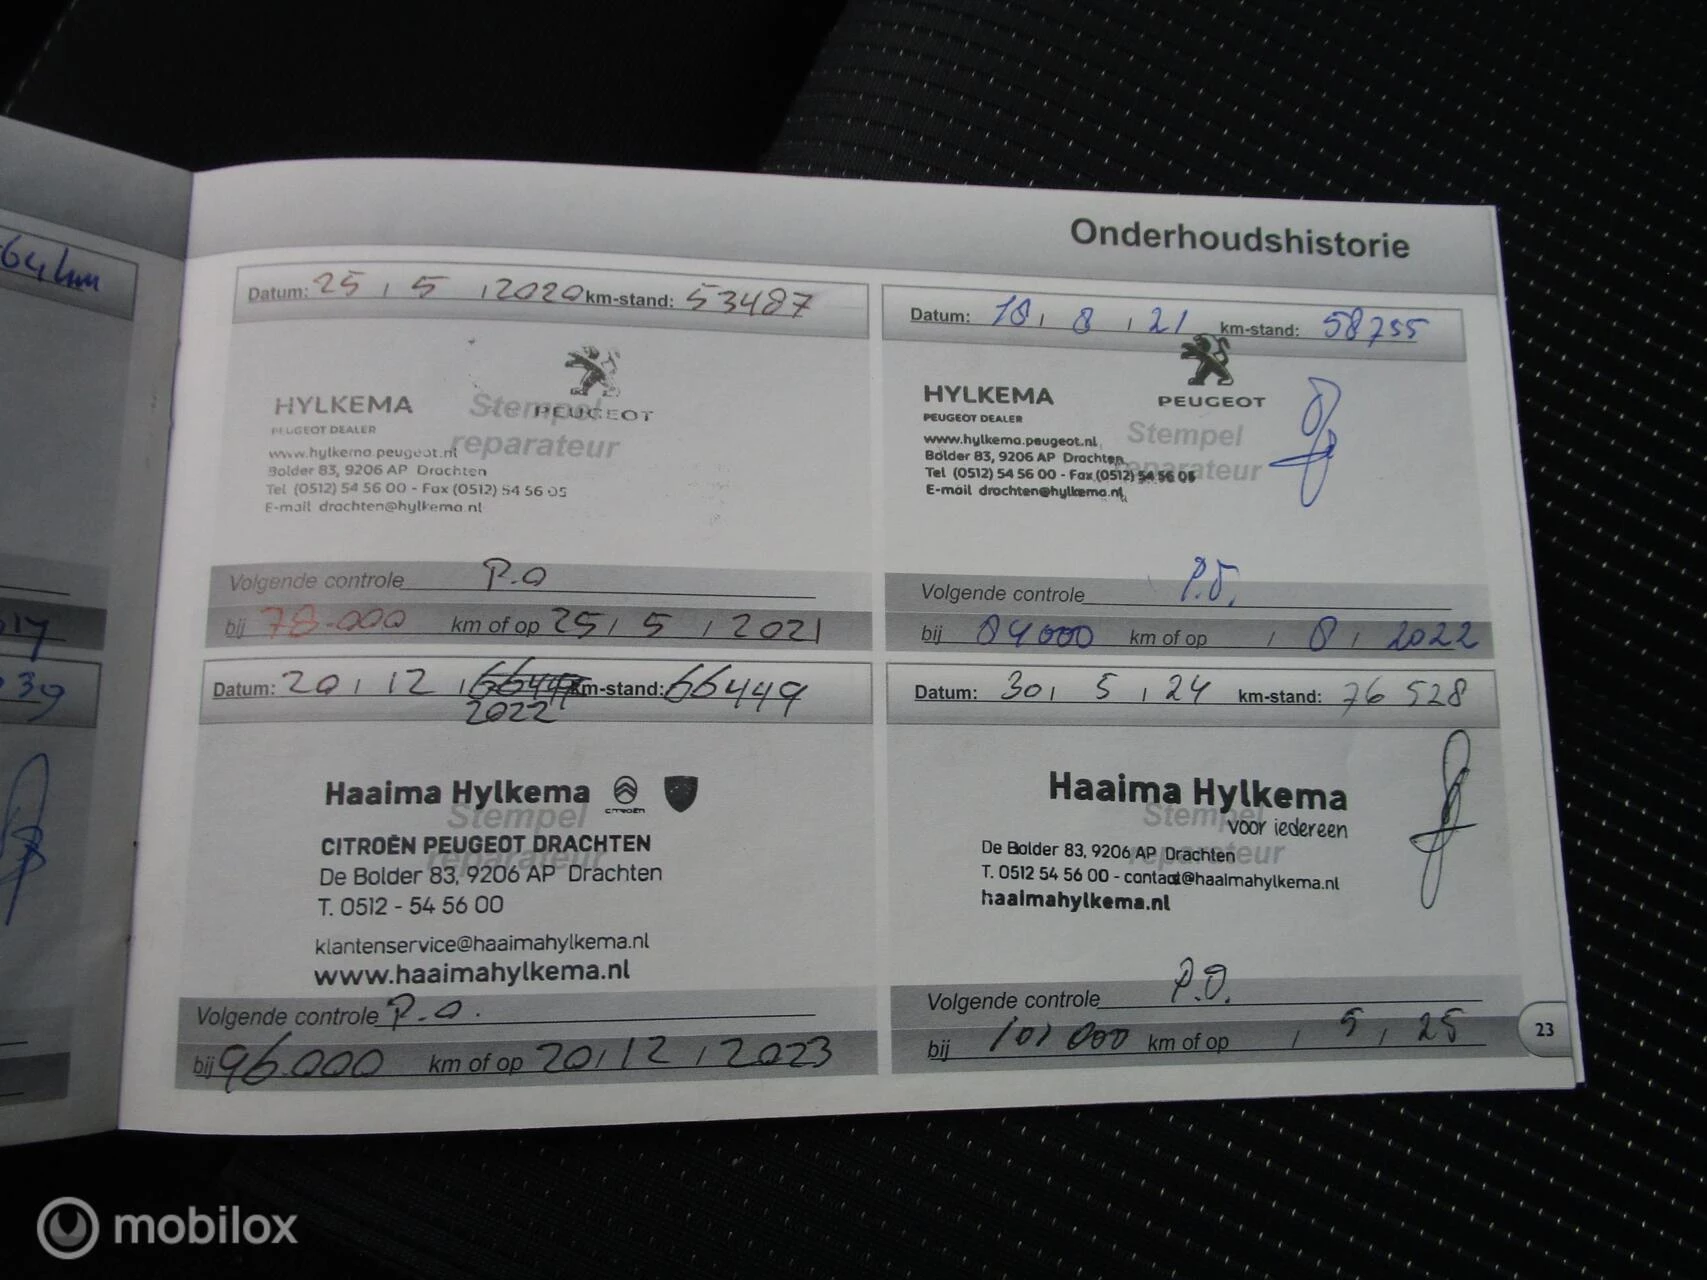 64 km
Onderhoudshistorie
Datum: 25 , 5 , 2020 km-stand: 53487
PEUGEOT
HYLKEMA
PEUGEOT DEALER
Stempel
reparateur
www.hylkema.peugeot.nl
Bolder 83, 9206 AP Drachten
Tel (0512) 54 56 00 - Fax (0512) 54 56 05
E-mail drachten@hylkema.nl
Volgende controle P.O
bij 78.000 km of op 25 , 5 , 2021
Datum: 18 , 8 , 21 km-stand: 58755
PEUGEOT
HYLKEMA
PEUGEOT DEALER
Stempel
reparateur
www.hylkema.peugeot.nl
Bolder 83, 9206 AP Drachten
Tel (0512) 54 56 00 - Fax (0512) 54 56 05
E-mail drachten@hylkema.nl
Volgende controle P.O.
bij 84000 km of op , 8 , 2022
39
Datum: 20 , 12 , 66449 km-stand: 66449
2022
Haaima Hylkema
CITROËN
Stempel
reparateur
CITROËN PEUGEOT DRACHTEN
De Bolder 83, 9206 AP Drachten
T. 0512 - 54 56 00
klantenservice@haaimahylkema.nl
www.haaimahylkema.nl
Volgende controle P.O.
bij 96.000 km of op 20 , 12 , 2023
Datum: 30 , 5 , 24 km-stand: 76528
Haaima Hylkema
voor iedereen
Stempel
reparateur
De Bolder 83, 9206 AP Drachten
T. 0512 54 56 00 - contact@haaimahylkema.nl
haaimahylkema.nl
Volgende controle P.O.
bij 101000 km of op , 5 , 25
23
mobilox